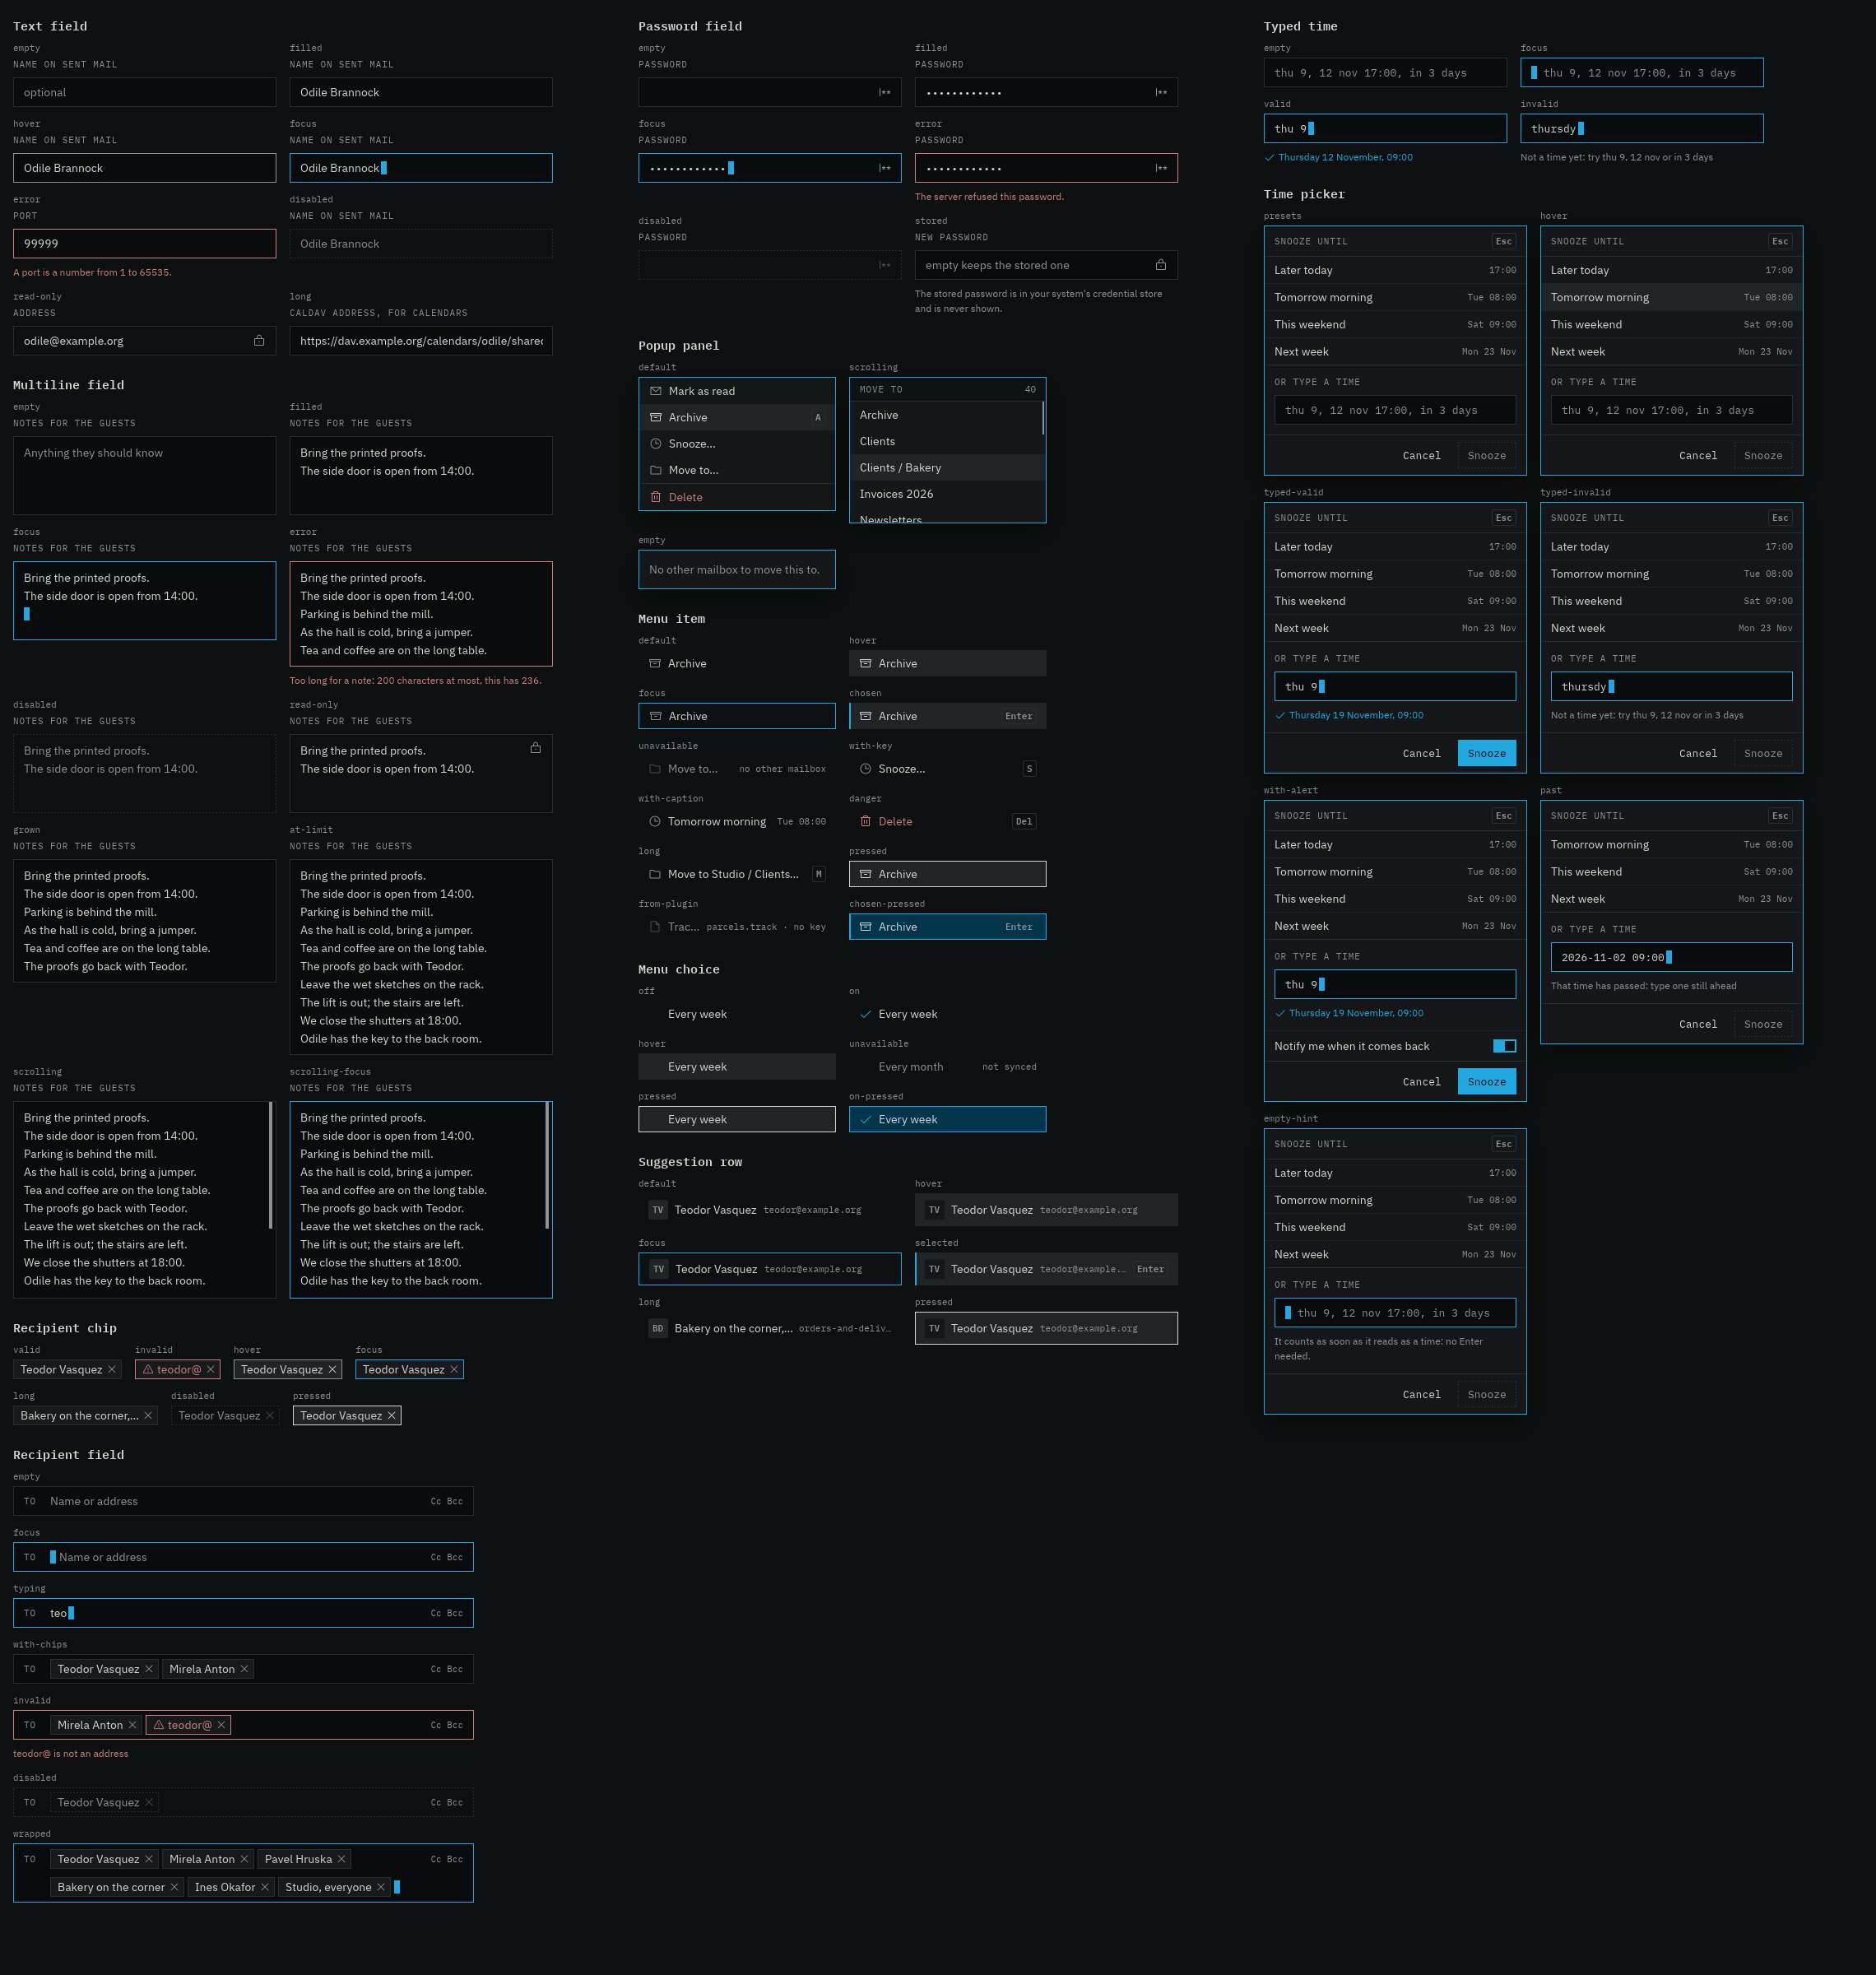 Text field
empty
NAME ON SENT MAIL
optional
filled
NAME ON SENT MAIL
Odile Brannock
hover
NAME ON SENT MAIL
Odile Brannock
focus
NAME ON SENT MAIL
Odile Brannock
error
PORT
99999
A port is a number from 1 to 65535.
disabled
NAME ON SENT MAIL
Odile Brannock
read-only
ADDRESS
odile@example.org
long
CALDAV ADDRESS, FOR CALENDARS
https://dav.example.org/calendars/odile/shared
Multiline field
empty
NOTES FOR THE GUESTS
Anything they should know
filled
NOTES FOR THE GUESTS
Bring the printed proofs.
The side door is open from 14:00.
focus
NOTES FOR THE GUESTS
Bring the printed proofs.
The side door is open from 14:00.
error
NOTES FOR THE GUESTS
Bring the printed proofs.
The side door is open from 14:00.
Parking is behind the mill.
As the hall is cold, bring a jumper.
Tea and coffee are on the long table.
Too long for a note: 200 characters at most, this has 236.
disabled
NOTES FOR THE GUESTS
Bring the printed proofs.
The side door is open from 14:00.
read-only
NOTES FOR THE GUESTS
Bring the printed proofs.
The side door is open from 14:00.
grown
NOTES FOR THE GUESTS
Bring the printed proofs.
The side door is open from 14:00.
Parking is behind the mill.
As the hall is cold, bring a jumper.
Tea and coffee are on the long table.
The proofs go back with Teodor.
at-limit
NOTES FOR THE GUESTS
Bring the printed proofs.
The side door is open from 14:00.
Parking is behind the mill.
As the hall is cold, bring a jumper.
Tea and coffee are on the long table.
The proofs go back with Teodor.
Leave the wet sketches on the rack.
The lift is out; the stairs are left.
We close the shutters at 18:00.
Odile has the key to the back room.
scrolling
NOTES FOR THE GUESTS
Bring the printed proofs.
The side door is open from 14:00.
Parking is behind the mill.
As the hall is cold, bring a jumper.
Tea and coffee are on the long table.
The proofs go back with Teodor.
Leave the wet sketches on the rack.
The lift is out; the stairs are left.
We close the shutters at 18:00.
Odile has the key to the back room.
scrolling-focus
NOTES FOR THE GUESTS
Bring the printed proofs.
The side door is open from 14:00.
Parking is behind the mill.
As the hall is cold, bring a jumper.
Tea and coffee are on the long table.
The proofs go back with Teodor.
Leave the wet sketches on the rack.
The lift is out; the stairs are left.
We close the shutters at 18:00.
Odile has the key to the back room.
Recipient chip
valid
Teodor Vasquez
invalid
teodor@
hover
Teodor Vasquez
focus
Teodor Vasquez
long
Bakery on the corner,…
disabled
Teodor Vasquez
pressed
Teodor Vasquez
Recipient field
empty
TO Name or address Cc Bcc
focus
TO Name or address Cc Bcc
typing
TO teo Cc Bcc
with-chips
TO Teodor Vasquez Mirela Anton Cc Bcc
invalid
TO Mirela Anton teodor@ Cc Bcc
teodor@ is not an address
disabled
TO Teodor Vasquez Cc Bcc
wrapped
TO Teodor Vasquez Mirela Anton Pavel Hruska Cc Bcc
Bakery on the corner Ines Okafor Studio, everyone
Password field
empty
PASSWORD
|**
filled
PASSWORD
•••••••••••• |**
focus
PASSWORD
•••••••••••• |**
error
PASSWORD
•••••••••••• |**
The server refused this password.
disabled
PASSWORD
|**
stored
NEW PASSWORD
empty keeps the stored one
The stored password is in your system's credential store
and is never shown.
Popup panel
default
Mark as read
Archive A
Snooze…
Move to…
Delete
scrolling
MOVE TO 40
Archive
Clients
Clients / Bakery
Invoices 2026
Newsletters
empty
No other mailbox to move this to.
Menu item
default
Archive
hover
Archive
focus
Archive
chosen
Archive Enter
unavailable
Move to… no other mailbox
with-key
Snooze… S
with-caption
Tomorrow morning Tue 08:00
danger
Delete Del
long
Move to Studio / Clients… M
pressed
Archive
from-plugin
Trac… parcels.track · no key
chosen-pressed
Archive Enter
Menu choice
off
Every week
on
Every week
hover
Every week
unavailable
Every month not synced
pressed
Every week
on-pressed
Every week
Suggestion row
default
TV Teodor Vasquez teodor@example.org
hover
TV Teodor Vasquez teodor@example.org
focus
TV Teodor Vasquez teodor@example.org
selected
TV Teodor Vasquez teodor@example.… Enter
long
BD Bakery on the corner,… orders-and-deliv…
pressed
TV Teodor Vasquez teodor@example.org
Typed time
empty
thu 9, 12 nov 17:00, in 3 days
focus
thu 9, 12 nov 17:00, in 3 days
valid
thu 9
Thursday 12 November, 09:00
invalid
thursdy
Not a time yet: try thu 9, 12 nov or in 3 days
Time picker
presets
SNOOZE UNTIL Esc
Later today 17:00
Tomorrow morning Tue 08:00
This weekend Sat 09:00
Next week Mon 23 Nov
OR TYPE A TIME
thu 9, 12 nov 17:00, in 3 days
Cancel Snooze
hover
SNOOZE UNTIL Esc
Later today 17:00
Tomorrow morning Tue 08:00
This weekend Sat 09:00
Next week Mon 23 Nov
OR TYPE A TIME
thu 9, 12 nov 17:00, in 3 days
Cancel Snooze
typed-valid
SNOOZE UNTIL Esc
Later today 17:00
Tomorrow morning Tue 08:00
This weekend Sat 09:00
Next week Mon 23 Nov
OR TYPE A TIME
thu 9
Thursday 19 November, 09:00
Cancel Snooze
typed-invalid
SNOOZE UNTIL Esc
Later today 17:00
Tomorrow morning Tue 08:00
This weekend Sat 09:00
Next week Mon 23 Nov
OR TYPE A TIME
thursdy
Not a time yet: try thu 9, 12 nov or in 3 days
Cancel Snooze
with-alert
SNOOZE UNTIL Esc
Later today 17:00
Tomorrow morning Tue 08:00
This weekend Sat 09:00
Next week Mon 23 Nov
OR TYPE A TIME
thu 9
Thursday 19 November, 09:00
Notify me when it comes back
Cancel Snooze
past
SNOOZE UNTIL Esc
Tomorrow morning Tue 08:00
This weekend Sat 09:00
Next week Mon 23 Nov
OR TYPE A TIME
2026-11-02 09:00
That time has passed: type one still ahead
Cancel Snooze
empty-hint
SNOOZE UNTIL Esc
Later today 17:00
Tomorrow morning Tue 08:00
This weekend Sat 09:00
Next week Mon 23 Nov
OR TYPE A TIME
thu 9, 12 nov 17:00, in 3 days
It counts as soon as it reads as a time: no Enter
needed.
Cancel Snooze